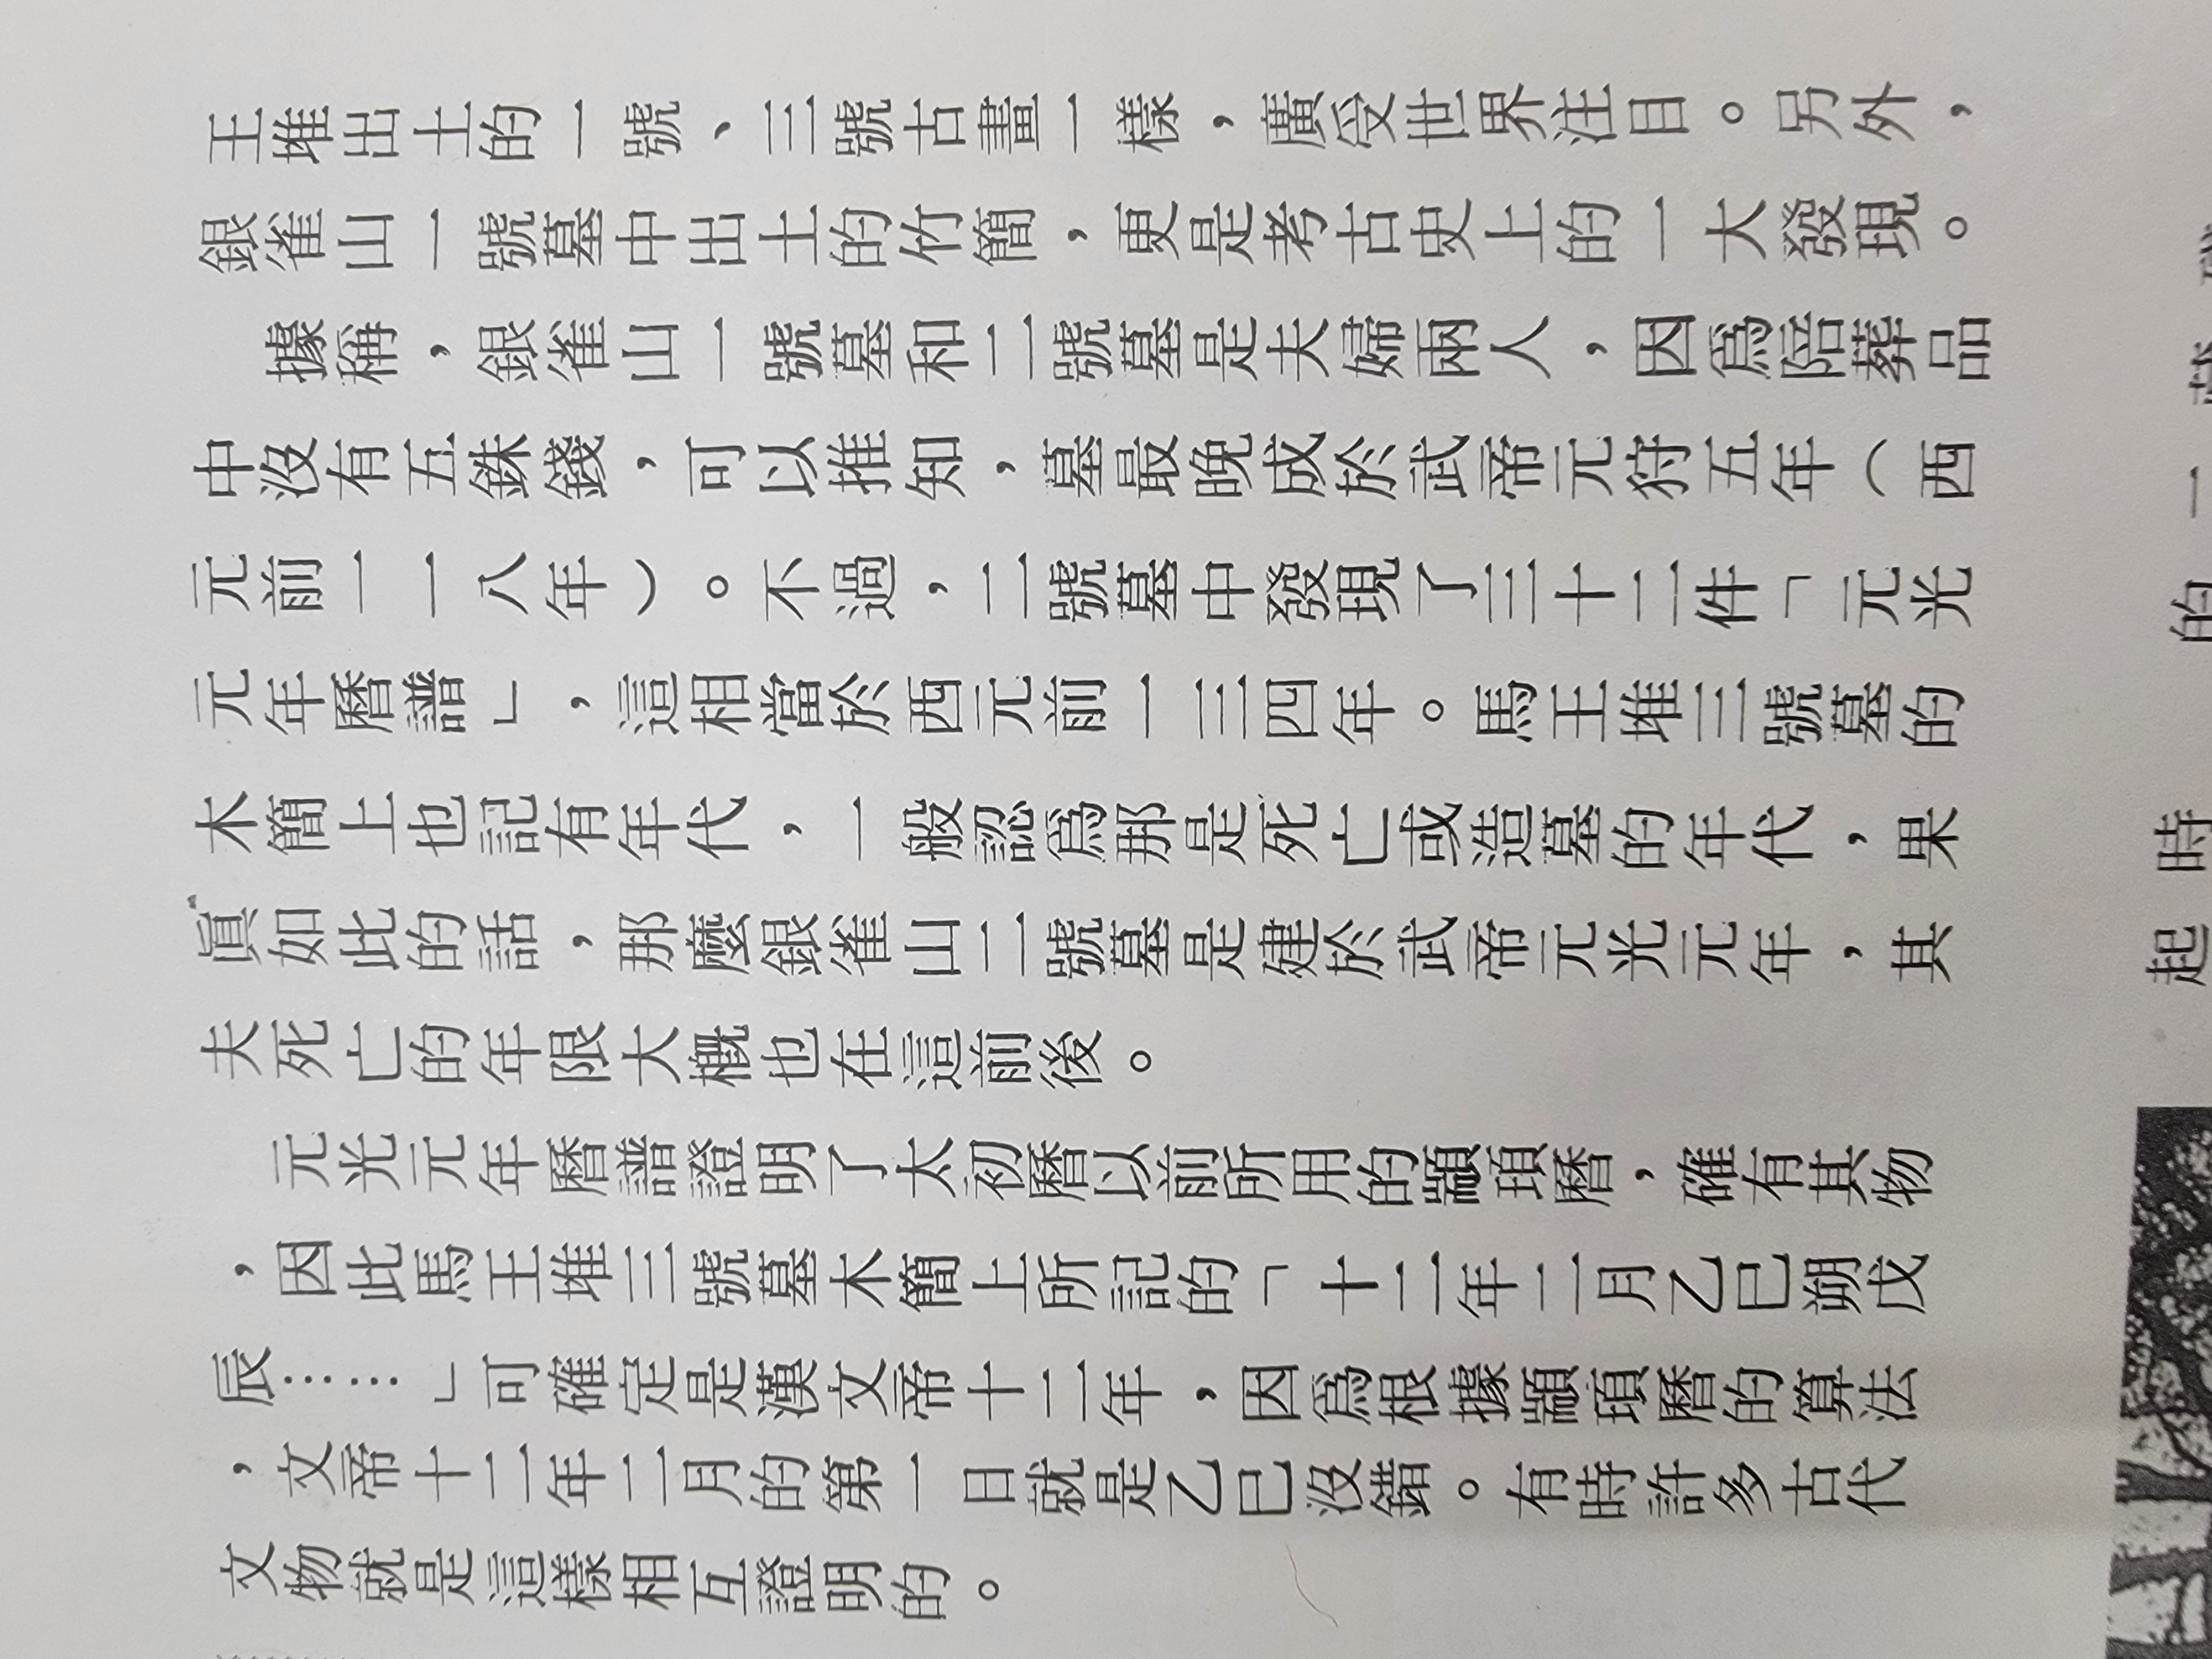 王堆出土的一號、三號古畫一樣，廣受世界注目。另外，
銀雀山一號墓中出土的竹簡，更是考古史上的一大發現。
據稱，銀雀山一號墓和二號墓是夫婦兩人，因爲陪葬品
中沒有五銖錢，可以推知，墓最晚成於武帝元狩五年（西
元前一一八年）。不過，二號墓中發現了三十二件「元光
元年曆譜」，這相當於西元前一三四年。馬王堆三號墓的
木簡上也記有年代，一般認爲那是死亡或造墓的年代，果
眞如此的話，那麼銀雀山二號墓是建於武帝元光元年，其
夫死亡的年限大概也在這前後。
元光元年曆譜證明了太初曆以前所用的顓頊曆，確有其物
，因此馬王堆三號墓木簡上所記的「十二年二月乙巳朔戊
辰……」可確定是漢文帝十二年，因爲根據顓頊曆的算法
，文帝十二年二月的第一日就是乙巳沒錯。有時許多古代
文物就是這樣相互證明的。
的
時
起